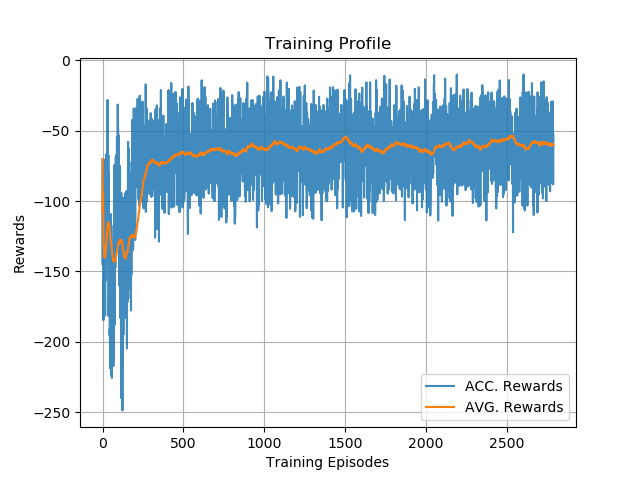 Training Profile
0
−50
−100
−150
−200
−250
Rewards
0 500 1000 1500 2000 2500
Training Episodes
ACC. Rewards
AVG. Rewards